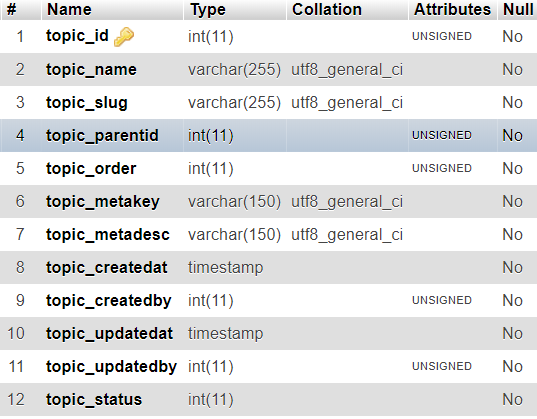 # Name Type Collation Attributes Null
1 topic_id int(11) UNSIGNED No
2 topic_name varchar(255) utf8_general_ci No
3 topic_slug varchar(255) utf8_general_ci No
4 topic_parentid int(11) UNSIGNED No
5 topic_order int(11) UNSIGNED No
6 topic_metakey varchar(150) utf8_general_ci No
7 topic_metadesc varchar(150) utf8_general_ci No
8 topic_createdat timestamp No
9 topic_createdby int(11) UNSIGNED No
10 topic_updatedat timestamp No
11 topic_updatedby int(11) UNSIGNED No
12 topic_status int(11) No